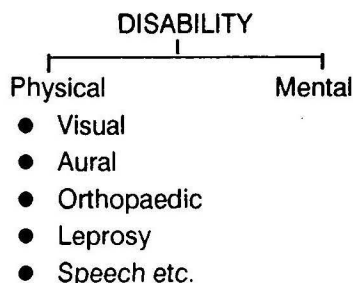 DISABILITY
Physical Mental
● Visual
● Aural
● Orthopaedic
● Leprosy
● Speech etc.